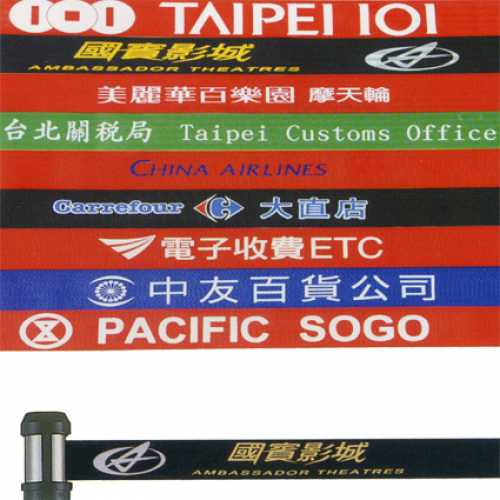 TAIPEI 101
國賓影城
AMBASSADOR THEATRES
美麗華百樂園 摩天輪
台北關稅局 Taipei Customs Office
CHINA AIRLINES
Carrefour 大直店
電子收費ETC
中友百貨公司
PACIFIC SOGO
國賓影城
AMBASSADOR THEATRES